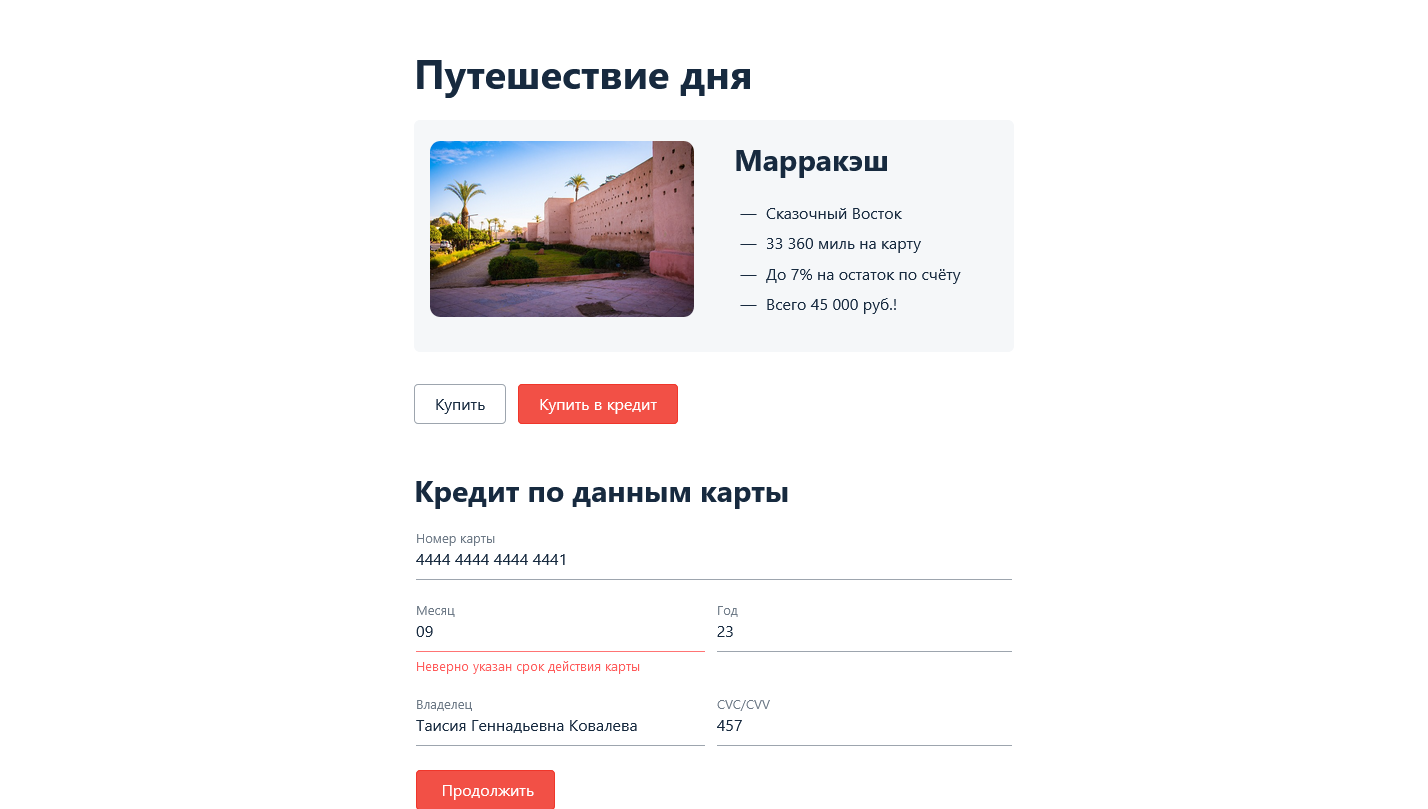 Путешествие дня
Марракэш
— Сказочный Восток
— 33 360 миль на карту
— До 7% на остаток по счёту
— Всего 45 000 руб.!
Купить
Купить в кредит
Кредит по данным карты
Номер карты
4444 4444 4444 4441
Месяц
Год
09
23
Неверно указан срок действия карты
Владелец
CVC/CVV
Таисия Геннадьевна Ковалева
457
Продолжить